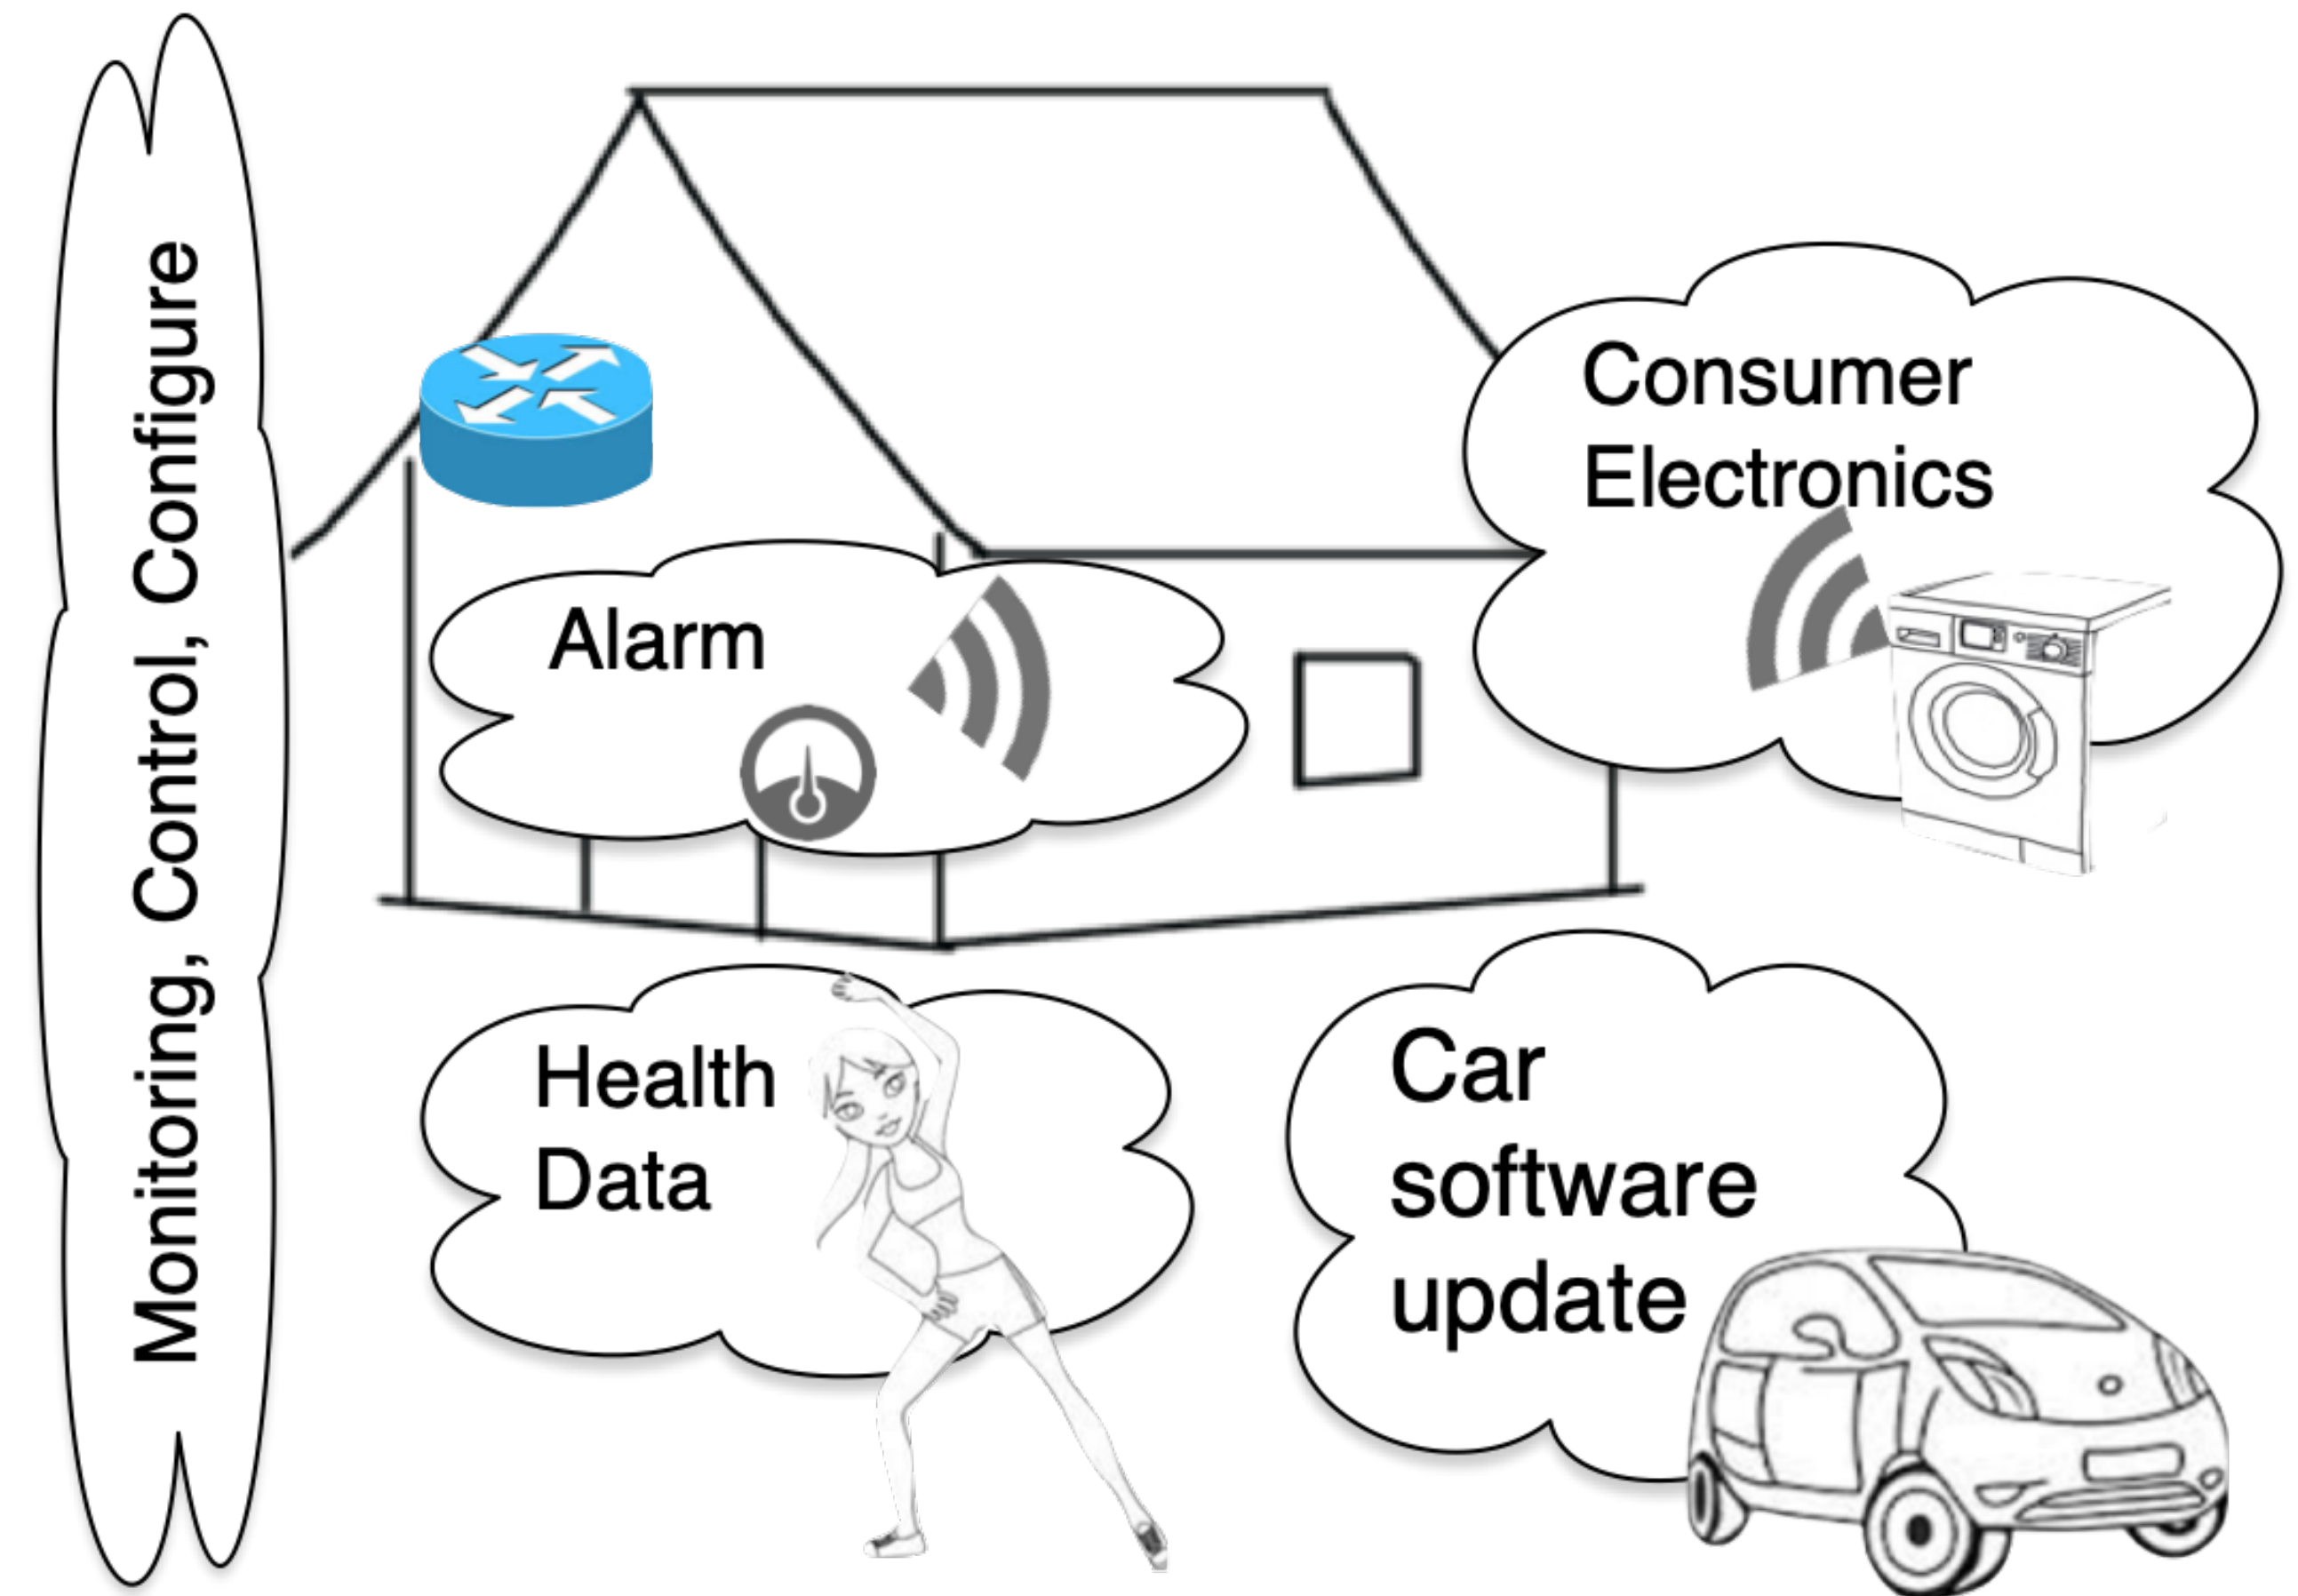 Monitoring, Control, Configure
Consumer
Electronics
Alarm
Health
Data
Car
software
update